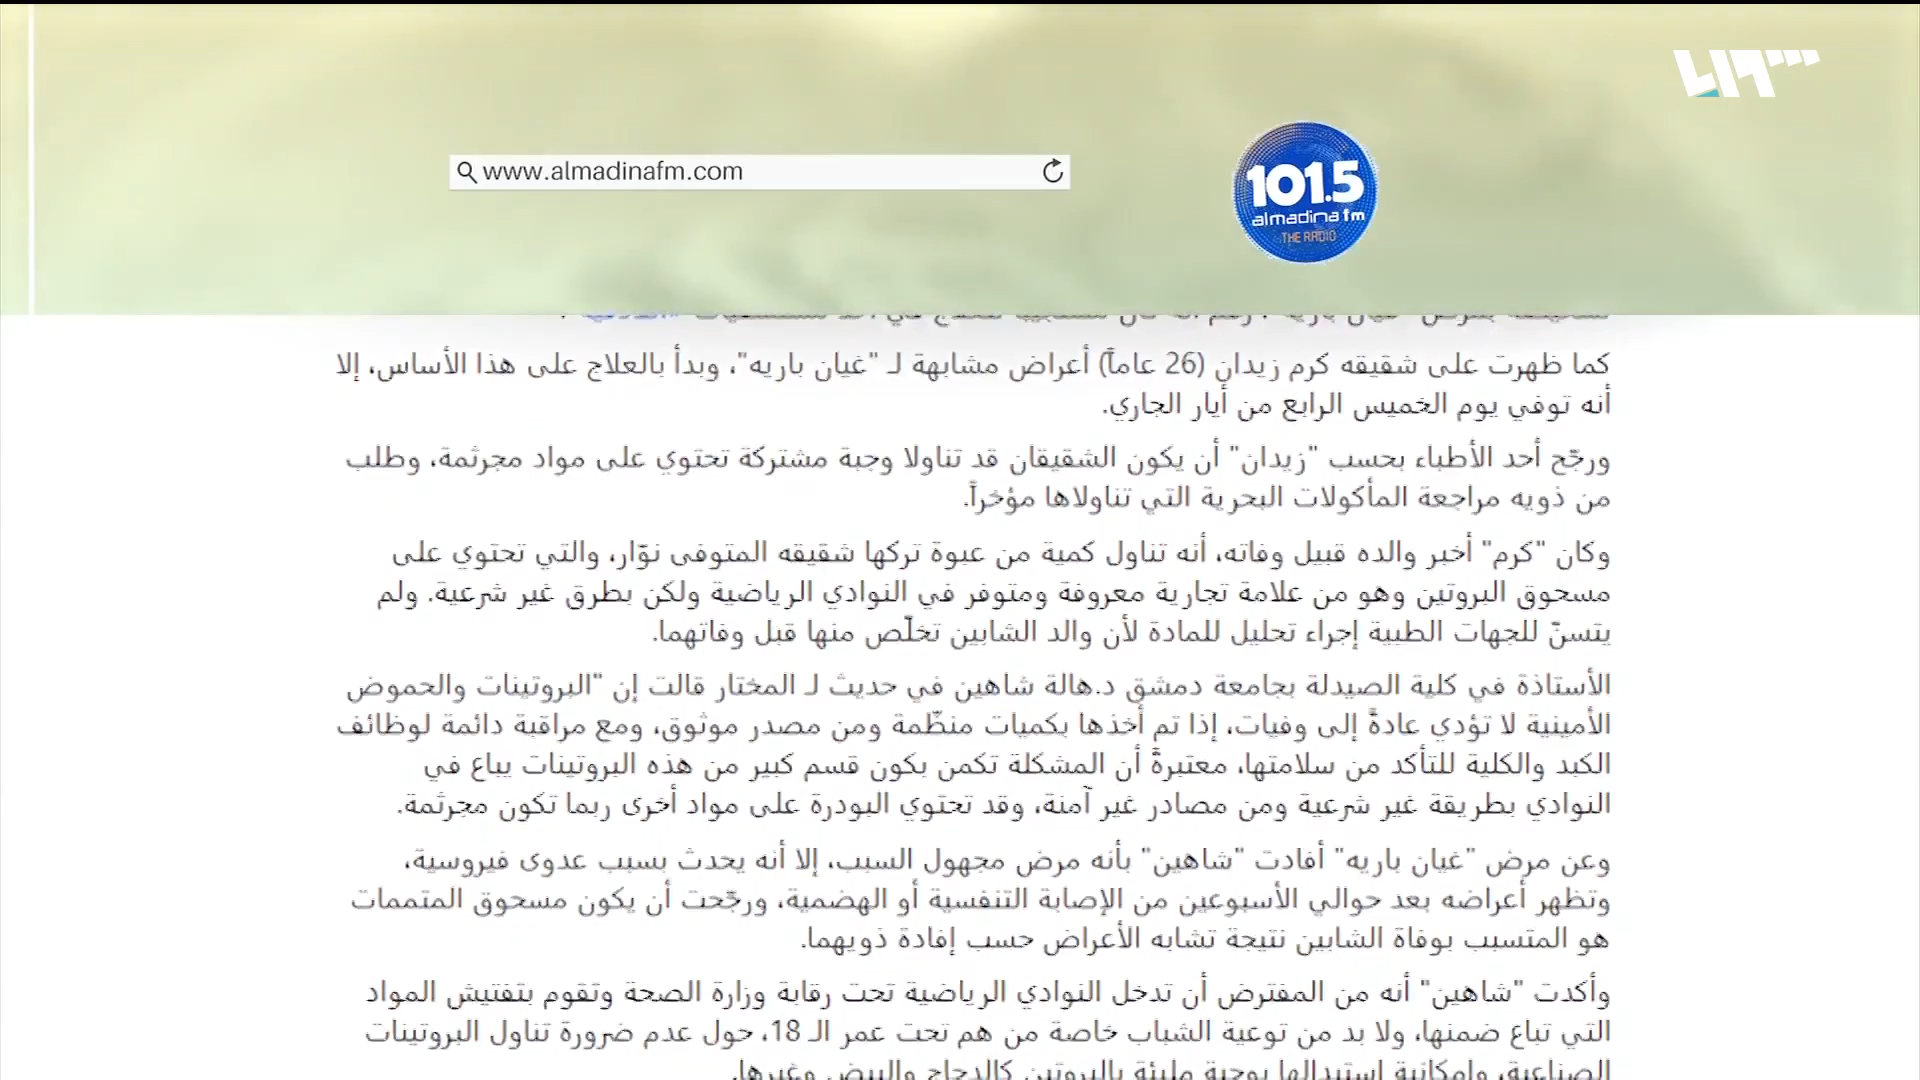 www.almadinafm.com
101.5
almadina fm
THE RADIO
كما ظهرت على شقيقه كرم زيدان (26 عاماً) أعراض مشابهة لـ "غيان باريه"، وبدأ بالعلاج على هذا الأساس، إلا
أنه توفي يوم الخميس الرابع من أيار الجاري.
ورجّح أحد الأطباء بحسب "زيدان" أن يكون الشقيقان قد تناولا وجبة مشتركة تحتوي على مواد مجرثمة، وطلب
من ذويه مراجعة المأكولات البحرية التي تناولاها مؤخراً.
وكان "كرم" أخبر والده قبيل وفاته، أنه تناول كمية من عبوة تركها شقيقه المتوفى نوّار، والتي تحتوي على
مسحوق البروتين وهو من علامة تجارية معروفة ومتوفر في النوادي الرياضية ولكن بطرق غير شرعية. ولم
يتسنّ للجهات الطبية إجراء تحليل للمادة لأن والد الشابين تخلّص منها قبل وفاتهما.
الأستاذة في كلية الصيدلة بجامعة دمشق د.هالة شاهين في حديث لـ المختار قالت إن "البروتينات والحموض
الأمينية لا تؤدي عادةً إلى وفيات، إذا تم أخذها بكميات منظّمة ومن مصدر موثوق، ومع مراقبة دائمة لوظائف
الكبد والكلية للتأكد من سلامتها، معتبرةً أن المشكلة تكمن بكون قسم كبير من هذه البروتينات يباع في
النوادي بطريقة غير شرعية ومن مصادر غير آمنة، وقد تحتوي البودرة على مواد أخرى ربما تكون مجرثمة.
وعن مرض "غيان باريه" أفادت "شاهين" بأنه مرض مجهول السبب، إلا أنه يحدث بسبب عدوى فيروسية،
وتظهر أعراضه بعد حوالي الأسبوعين من الإصابة التنفسية أو الهضمية، ورجّحت أن يكون مسحوق المتممات
هو المتسبب بوفاة الشابين نتيجة تشابه الأعراض حسب إفادة ذويهما.
وأكدت "شاهين" أنه من المفترض أن تدخل النوادي الرياضية تحت رقابة وزارة الصحة وتقوم بتفتيش المواد
التي تباع ضمنها، ولا بد من توعية الشباب خاصة من هم تحت عمر الـ 18، حول عدم ضرورة تناول البروتينات
الصناعية، وإمكانية استبدالها بوجبة مليئة بالبروتين كالدجاج والبيض وغيرها.